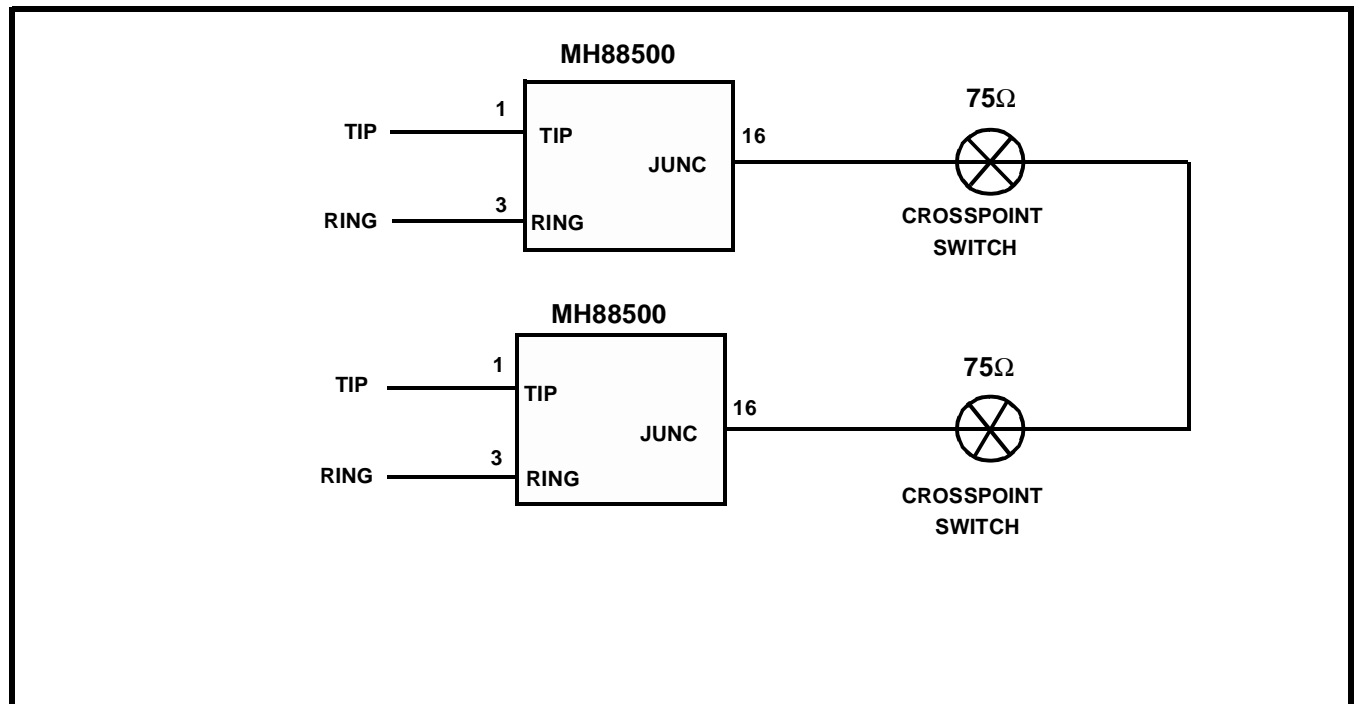 MH88500
75Ω
1
16
TIP
TIP
JUNC
3
CROSSPOINT
RING
RING
SWITCH
MH88500
75Ω
1
TIP
TIP
16
JUNC
3
RING
RING
CROSSPOINT
SWITCH